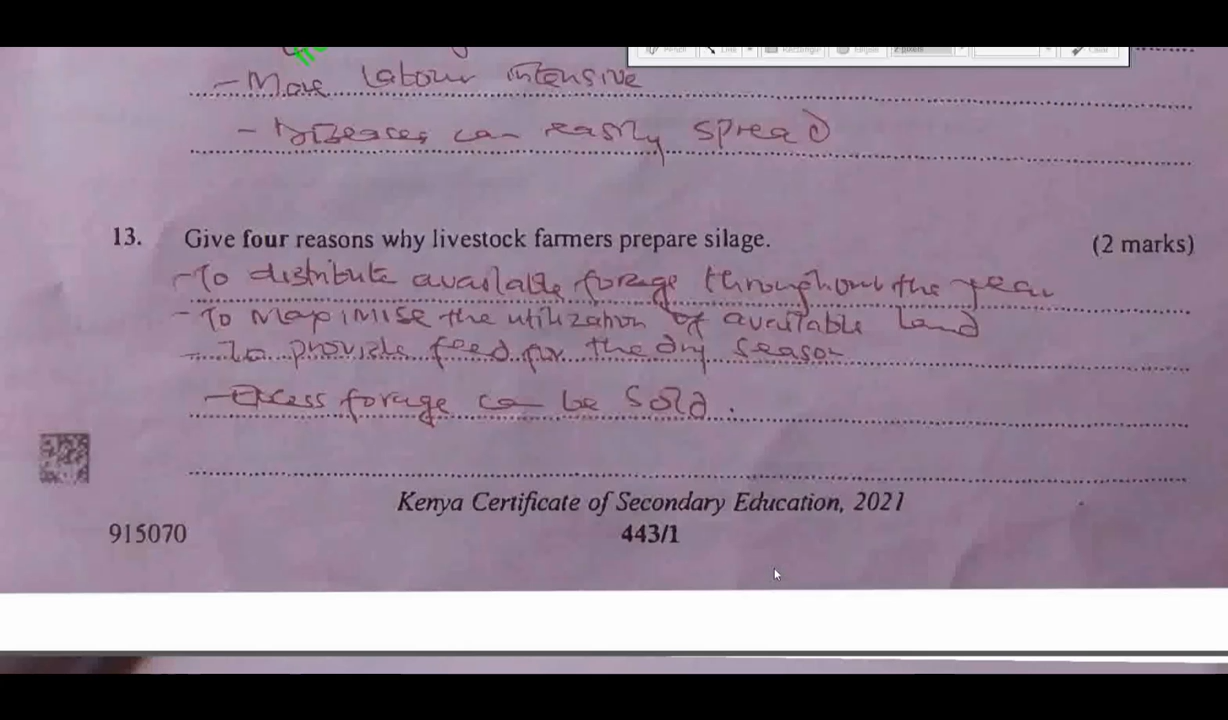 - More labour intensive
- Diseases can easily spread
13. Give four reasons why livestock farmers prepare silage. (2 marks)
- To distribute available forage throughout the year
- To Maximise the utilization of available land
- To provide feed for the dry season
- Excess forage can be sold.
Kenya Certificate of Secondary Education, 2021
915070
443/1